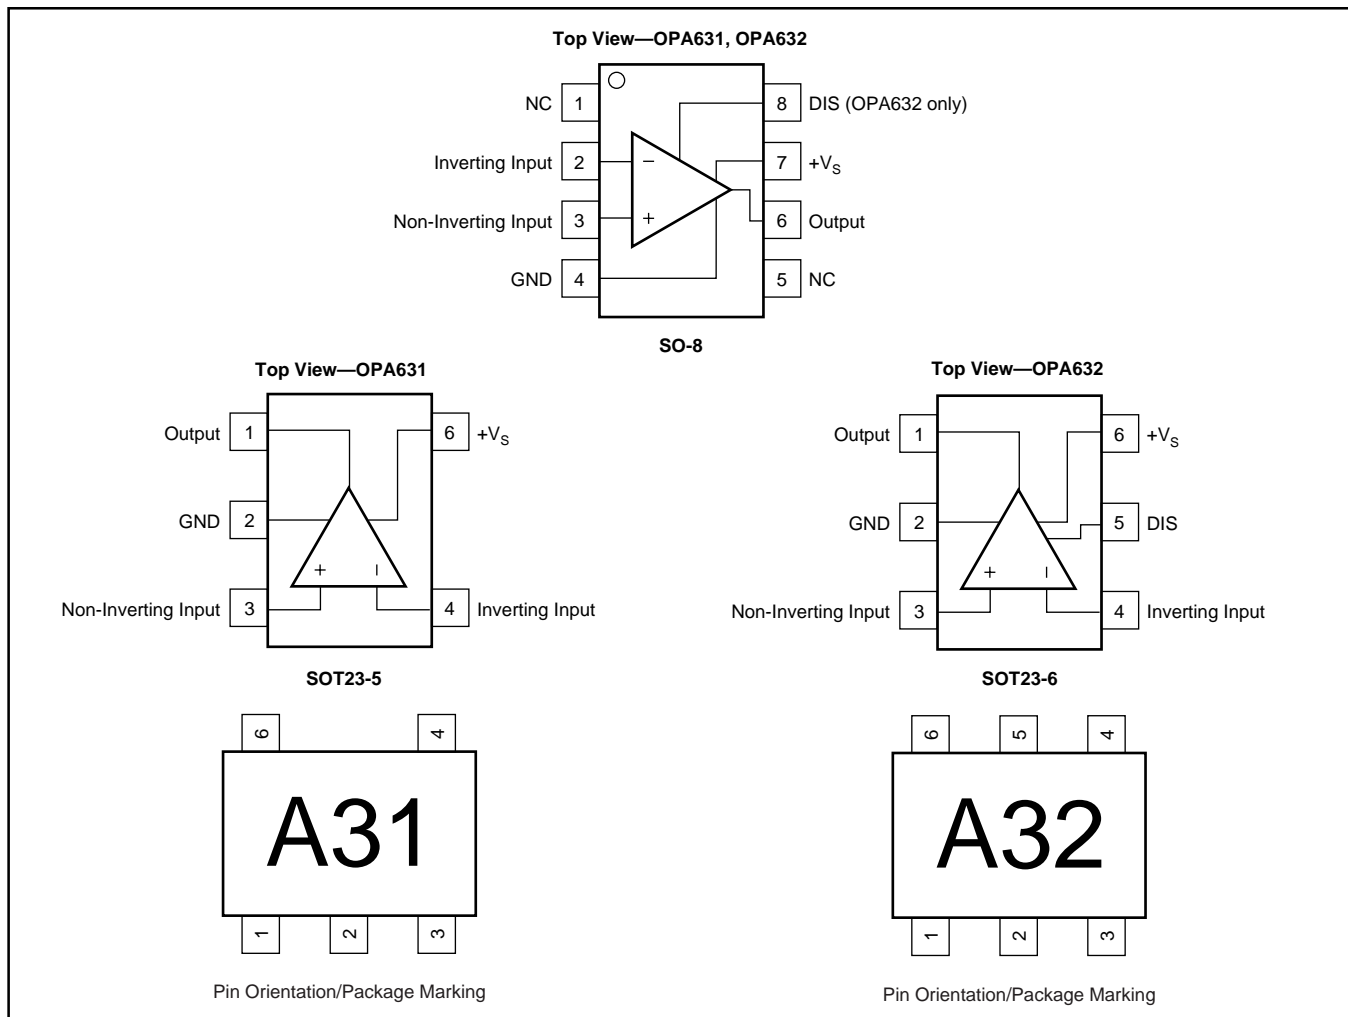 Top View—OPA631, OPA632
NC 1 8 DIS (OPA632 only)
Inverting Input 2 − 7 +VS
Non-Inverting Input 3 + 6 Output
GND 4 5 NC
SO-8
Top View—OPA631
Output 1 6 +VS
GND 2
+ −
Non-Inverting Input 3 4 Inverting Input
SOT23-5
6 4
A31
1 2 3
Pin Orientation/Package Marking
Top View—OPA632
Output 1 6 +VS
GND 2 5 DIS
+ −
Non-Inverting Input 3 4 Inverting Input
SOT23-6
6 5 4
A32
1 2 3
Pin Orientation/Package Marking